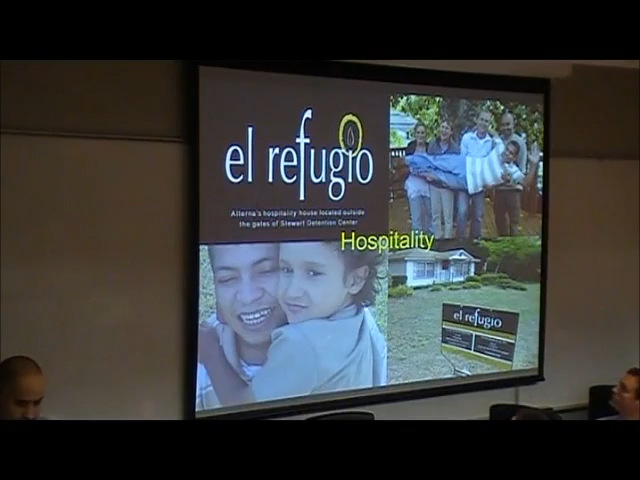 el refugio
Alterna's hospitality house located outside
the gates of Stewart Detention Center
Hospitality
el refugio